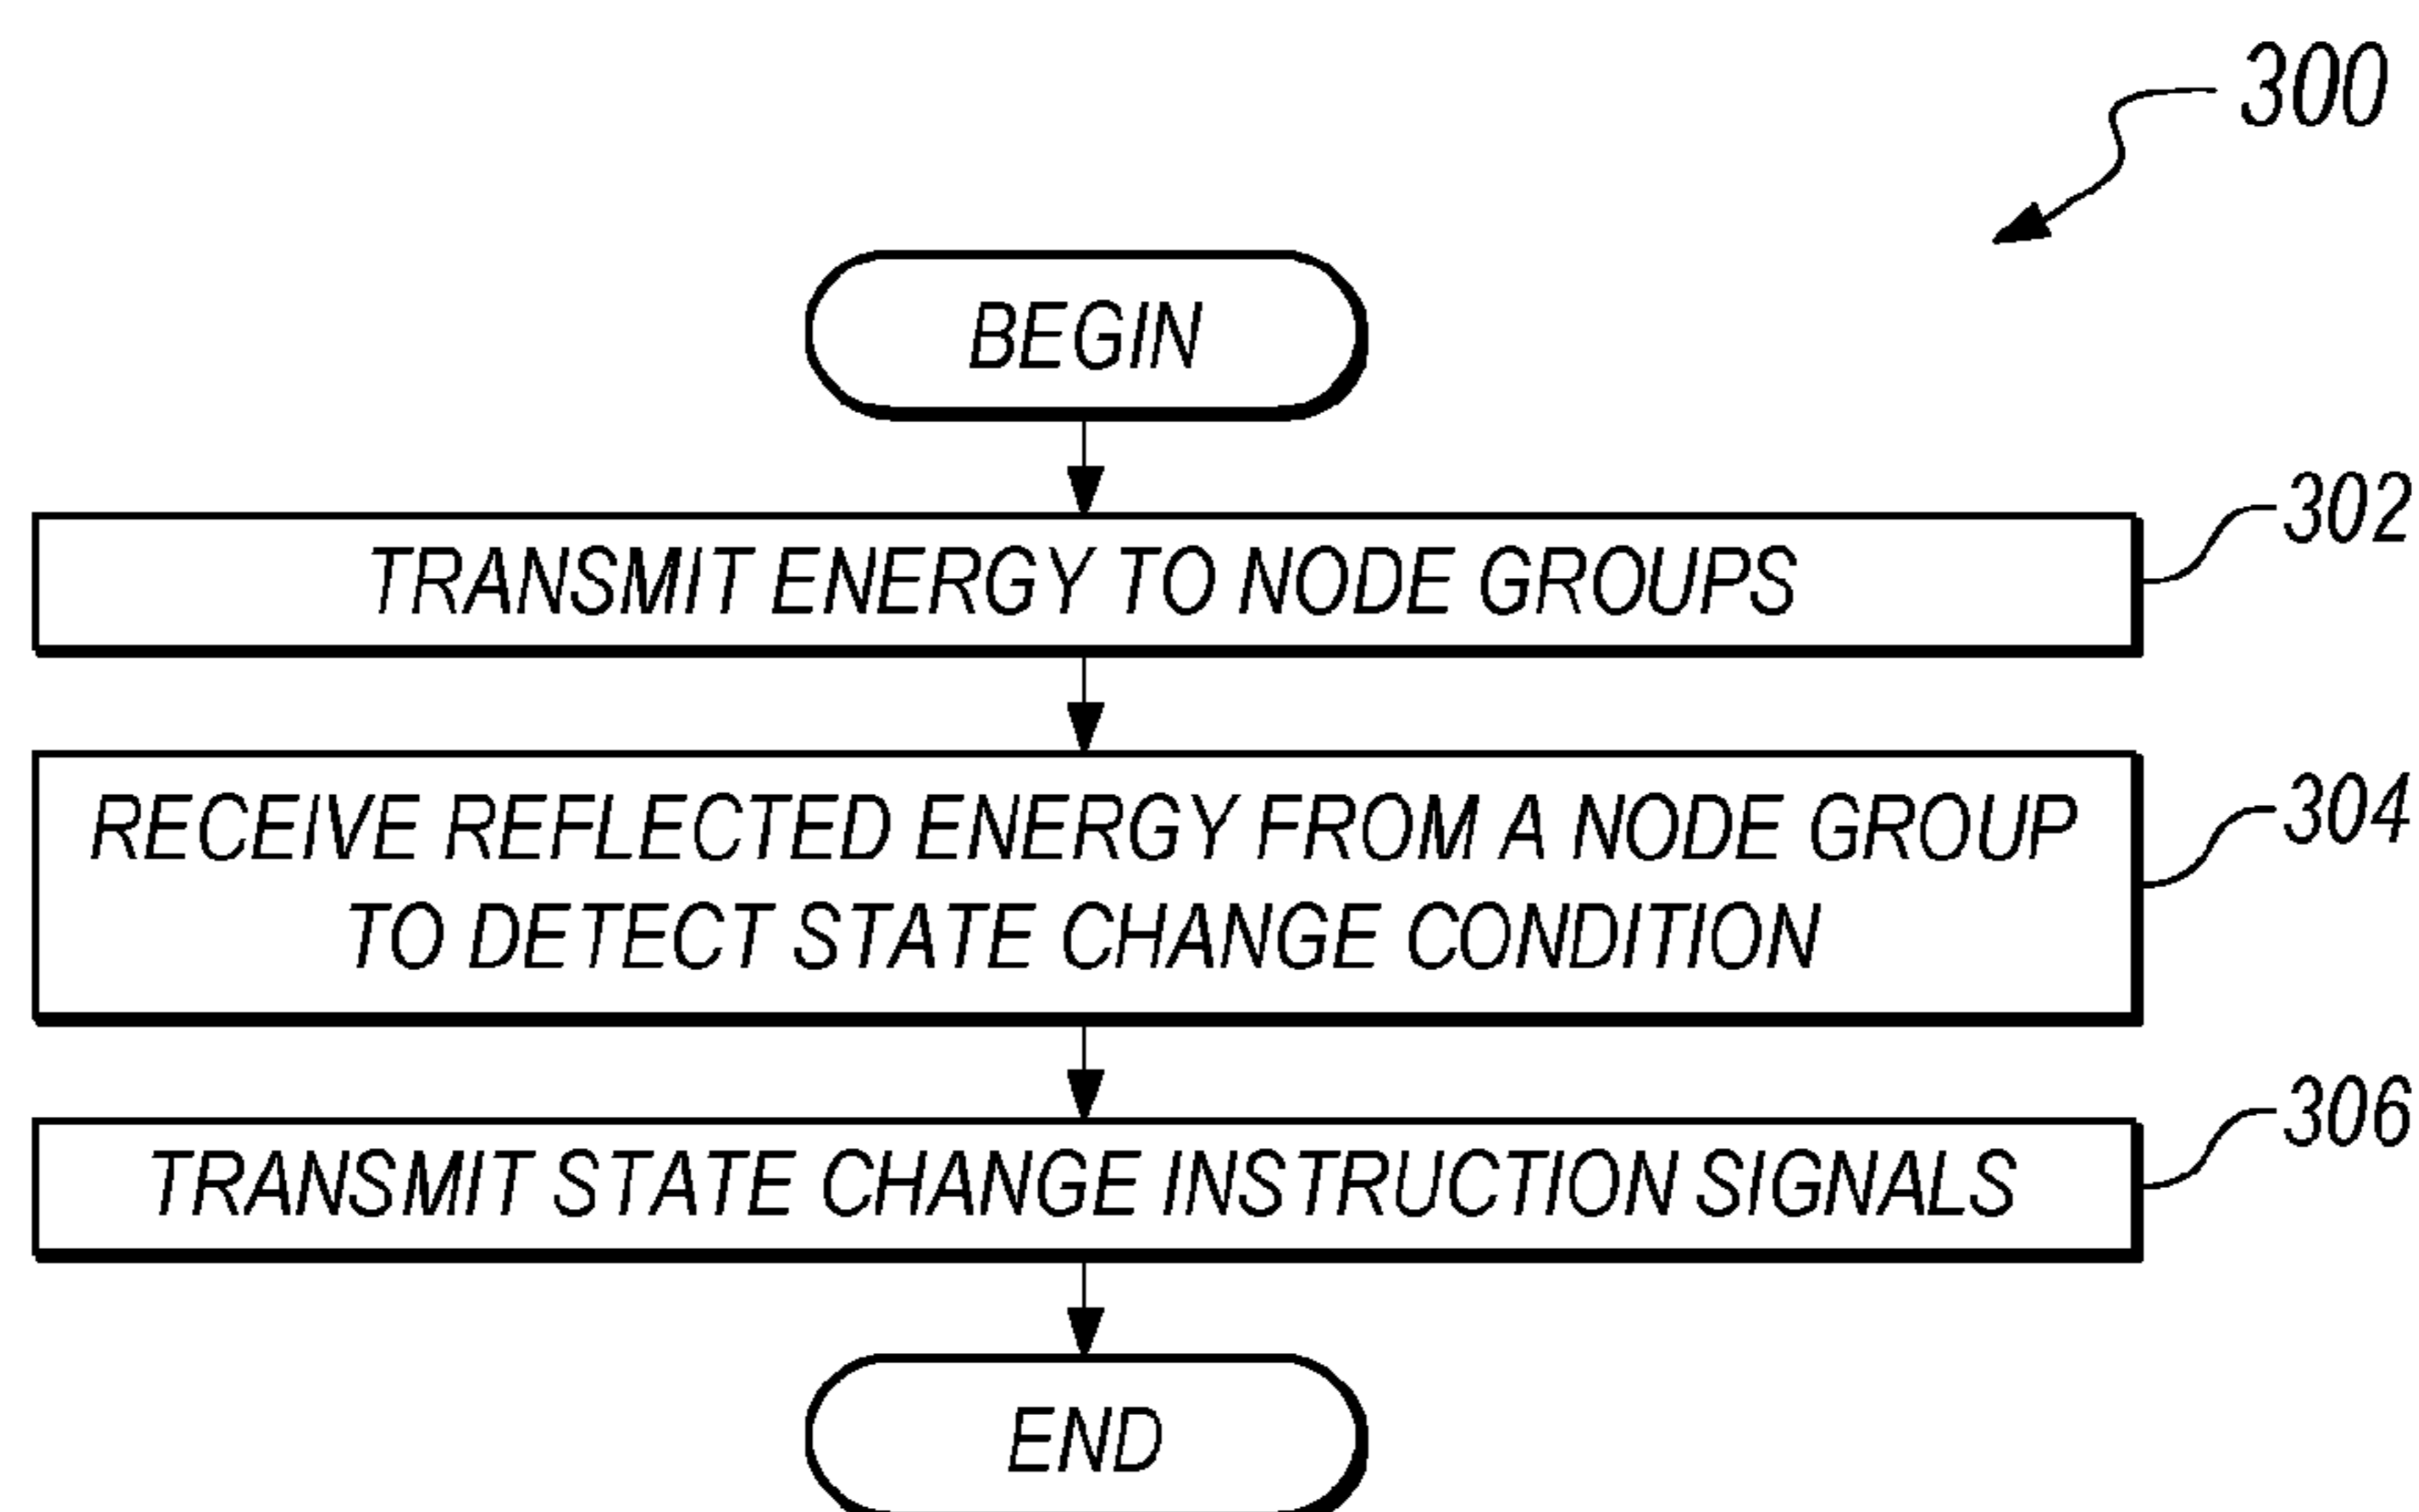 300
BEGIN
TRANSMIT ENERGY TO NODE GROUPS
302
RECEIVE REFLECTED ENERGY FROM A NODE GROUP
TO DETECT STATE CHANGE CONDITION
304
TRANSMIT STATE CHANGE INSTRUCTION SIGNALS
306
END